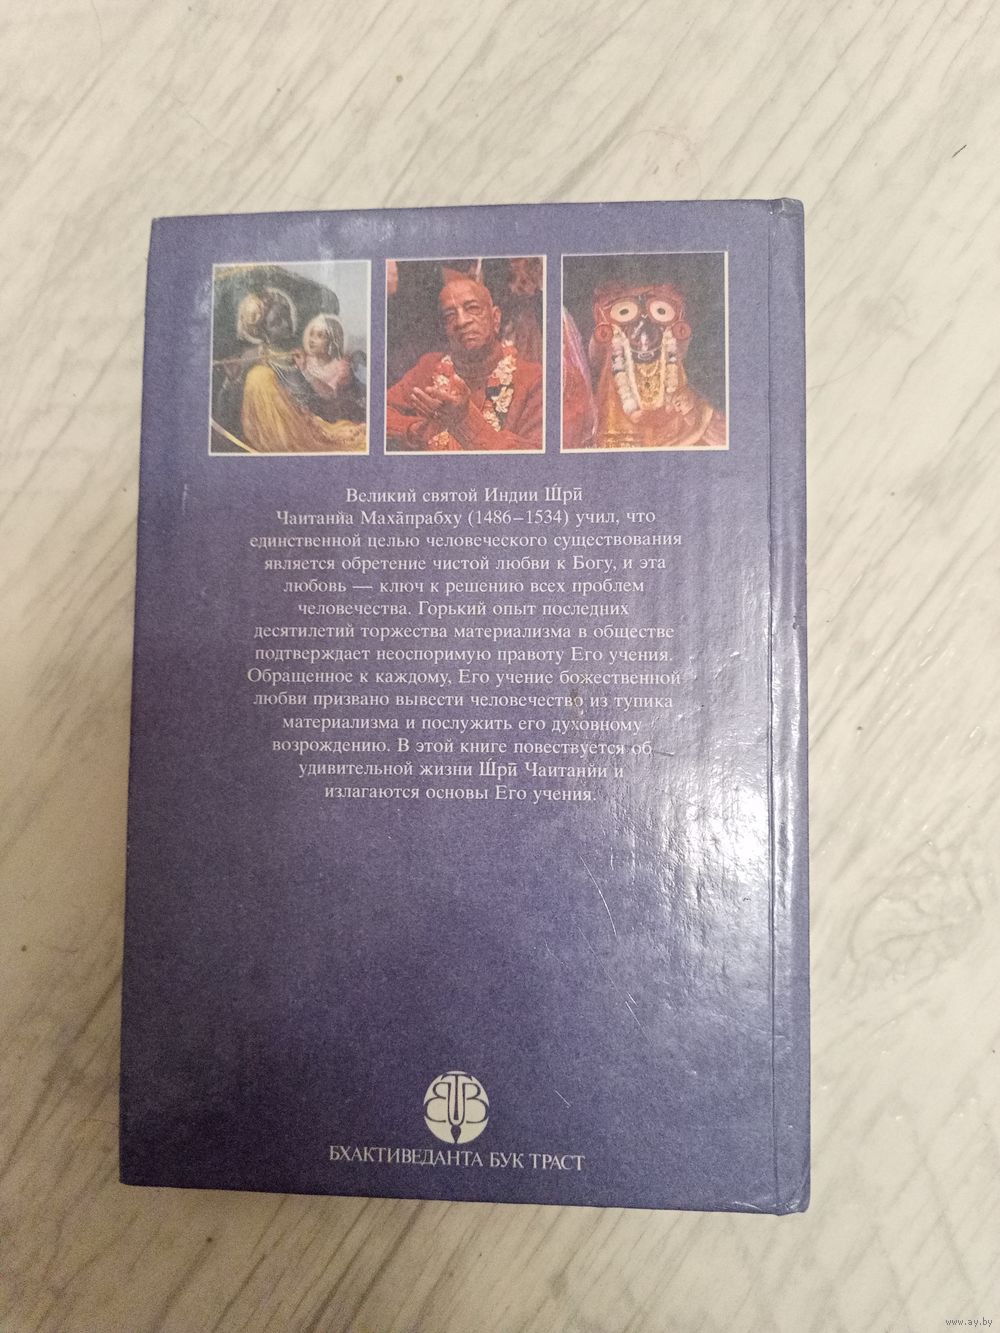 Великий святой Индии Ш́рӣ
Чаитанйа Маха̄прабху (1486–1534) учил, что
единственной целью человеческого существования
является обретение чистой любви к Богу, и эта
любовь — ключ к решению всех проблем
человечества. Горький опыт последних
десятилетий торжества материализма в обществе
подтверждает неоспоримую правоту Его учения.
Обращенное к каждому, Его учение божественной
любви призвано вывести человечество из тупика
материализма и послужить его духовному
возрождению. В этой книге повествуется об
удивительной жизни Ш́рӣ Чаитанйи и
излагаются основы Его учения.
БХАКТИВЕДАНТА БУК ТРАСТ
www.ay.by